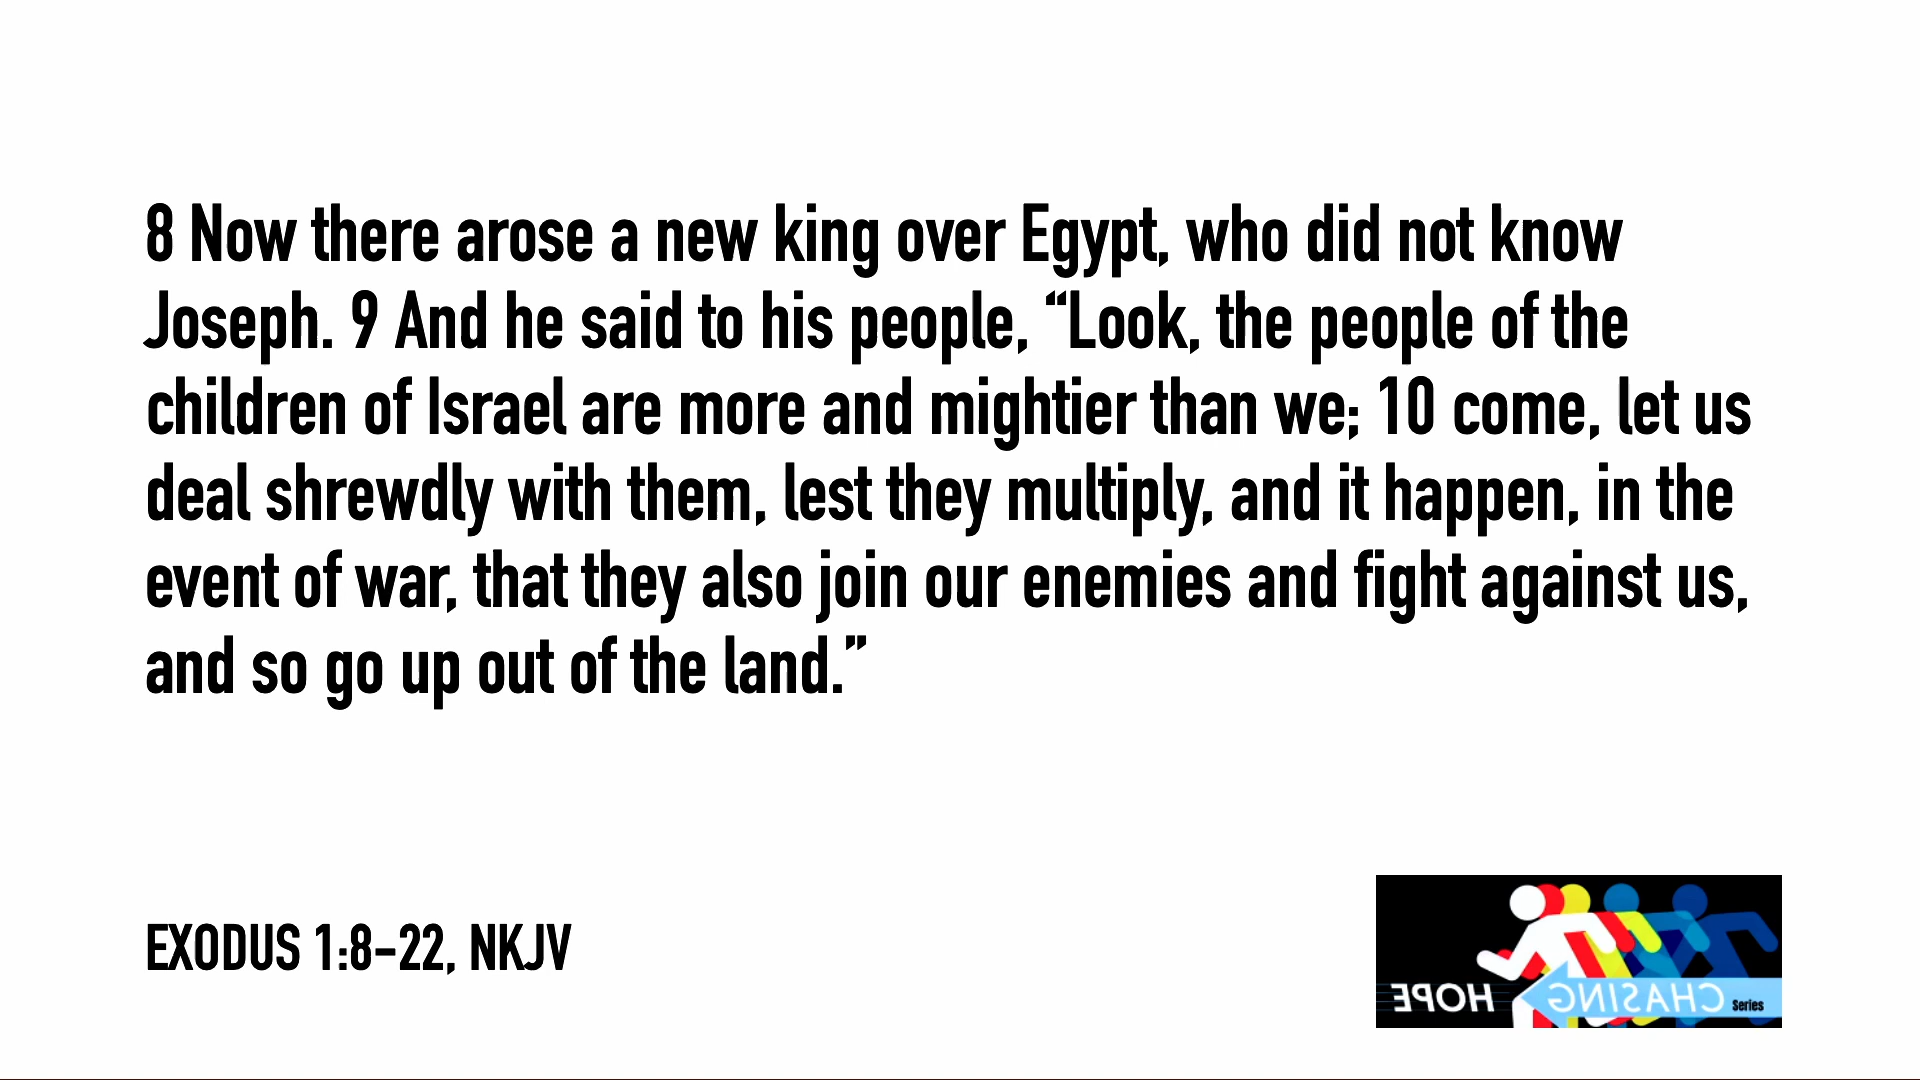 8 Now there arose a new king over Egypt, who did not know
Joseph. 9 And he said to his people, “Look, the people of the
children of Israel are more and mightier than we; 10 come, let us
deal shrewdly with them, lest they multiply, and it happen, in the
event of war, that they also join our enemies and fight against us,
and so go up out of the land.”
EXODUS 1:8-22, NKJV
HOPE CHASING Series